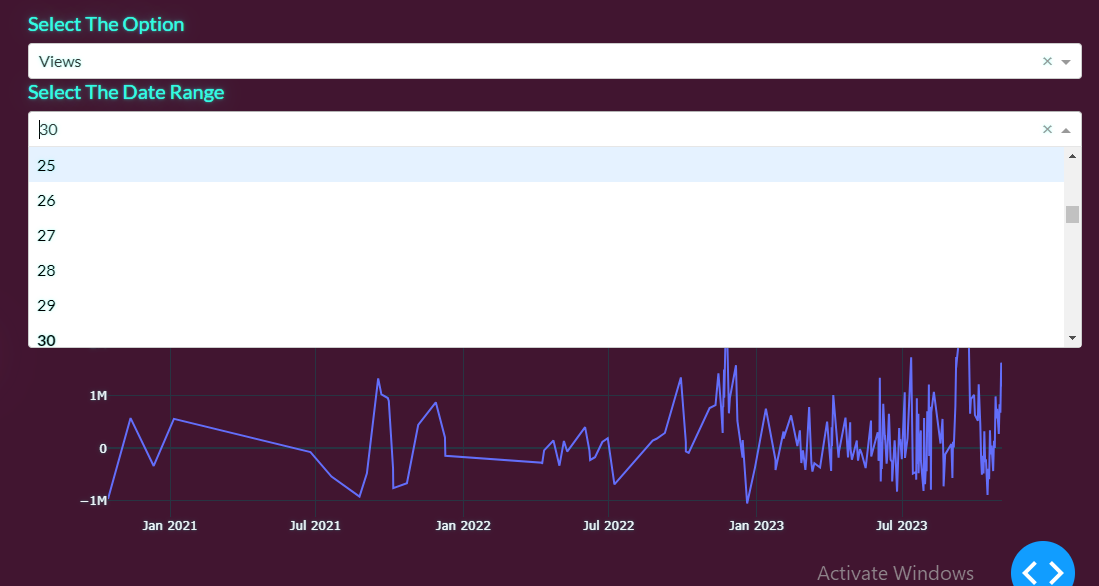 Select The Option
Views
Select The Date Range
30
25
26
27
28
29
30
1M
0
−1M
Jan 2021 Jul 2021 Jan 2022 Jul 2022 Jan 2023 Jul 2023
Activate Windows